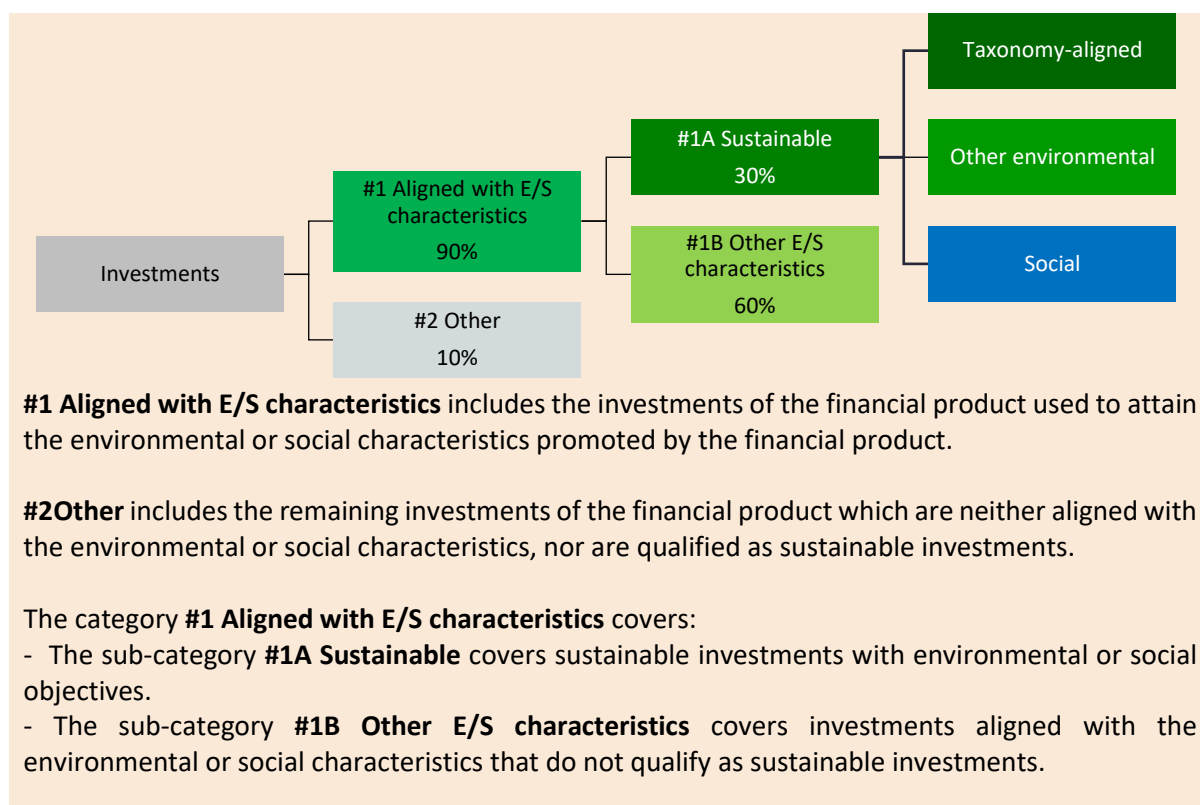 Taxonomy-aligned
#1A Sustainable
30%
Other environmental
#1 Aligned with E/S
characteristics
90%
#1B Other E/S
characteristics
60%
Social
Investments
#2 Other
10%
#1 Aligned with E/S characteristics includes the investments of the financial product used to attain
the environmental or social characteristics promoted by the financial product.
#2Other includes the remaining investments of the financial product which are neither aligned with
the environmental or social characteristics, nor are qualified as sustainable investments.
The category #1 Aligned with E/S characteristics covers:
- The sub-category #1A Sustainable covers sustainable investments with environmental or social
objectives.
- The sub-category #1B Other E/S characteristics covers investments aligned with the
environmental or social characteristics that do not qualify as sustainable investments.